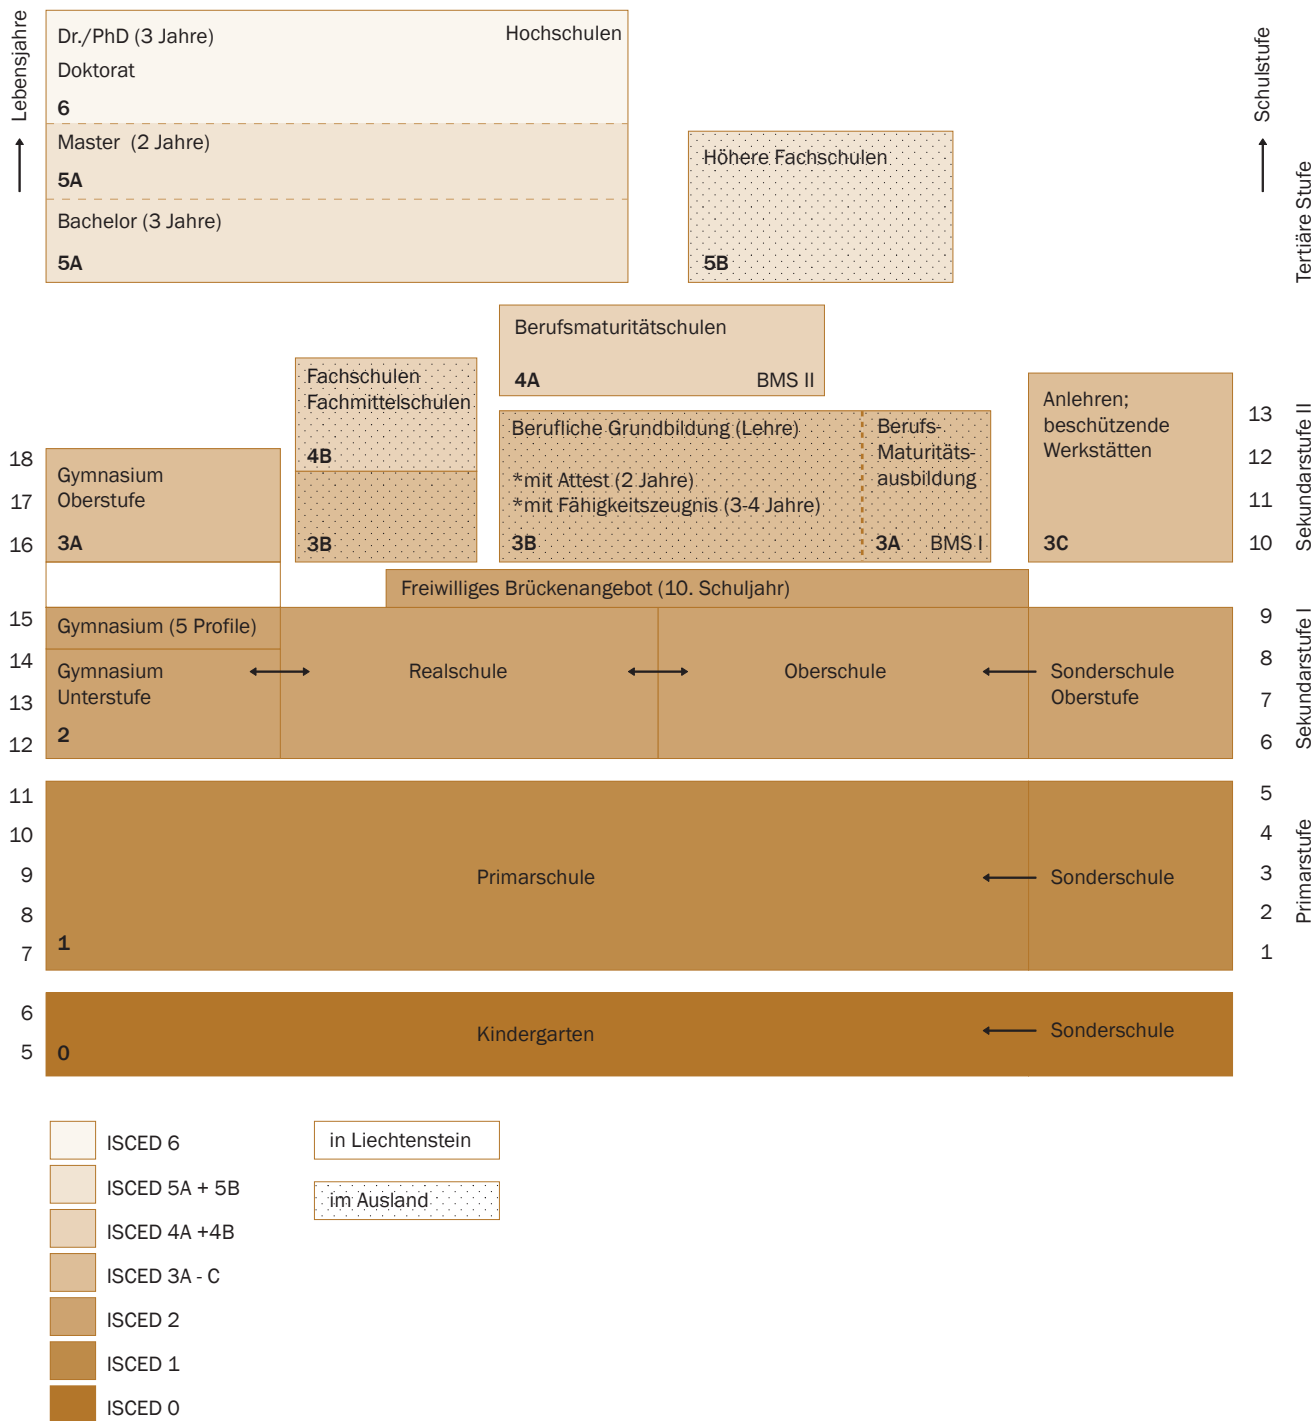 Lebensjahre
Schulstufe
Tertiäre Stufe
Dr./PhD (3 Jahre)
Hochschulen
Doktorat
6
Master (2 Jahre)
5A
Bachelor (3 Jahre)
5A
Höhere Fachschulen
5B
Berufsmaturitätschulen
4A
BMS II
Fachschulen
Fachmittelschulen
4B
3B
Berufliche Grundbildung (Lehre)
*mit Attest (2 Jahre)
*mit Fähigkeitszeugnis (3-4 Jahre)
3B
Berufs-
Maturitäts-
ausbildung
3A
BMS I
Anlehren;
beschützende
Werkstätten
3C
13
12
11
10
Sekundarstufe II
18
17
16
Gymnasium
Oberstufe
3A
Freiwilliges Brückenangebot (10. Schuljahr)
15
14
13
12
Gymnasium (5 Profile)
Gymnasium
Unterstufe
2
Realschule
Oberschule
Sonderschule
Oberstufe
9
8
7
6
Sekundarstufe I
11
10
9
8
7
Primarschule
1
Sonderschule
5
4
3
2
1
Primarstufe
6
5
Kindergarten
0
Sonderschule
ISCED 6
ISCED 5A + 5B
ISCED 4A +4B
ISCED 3A - C
ISCED 2
ISCED 1
ISCED 0
in Liechtenstein
im Ausland